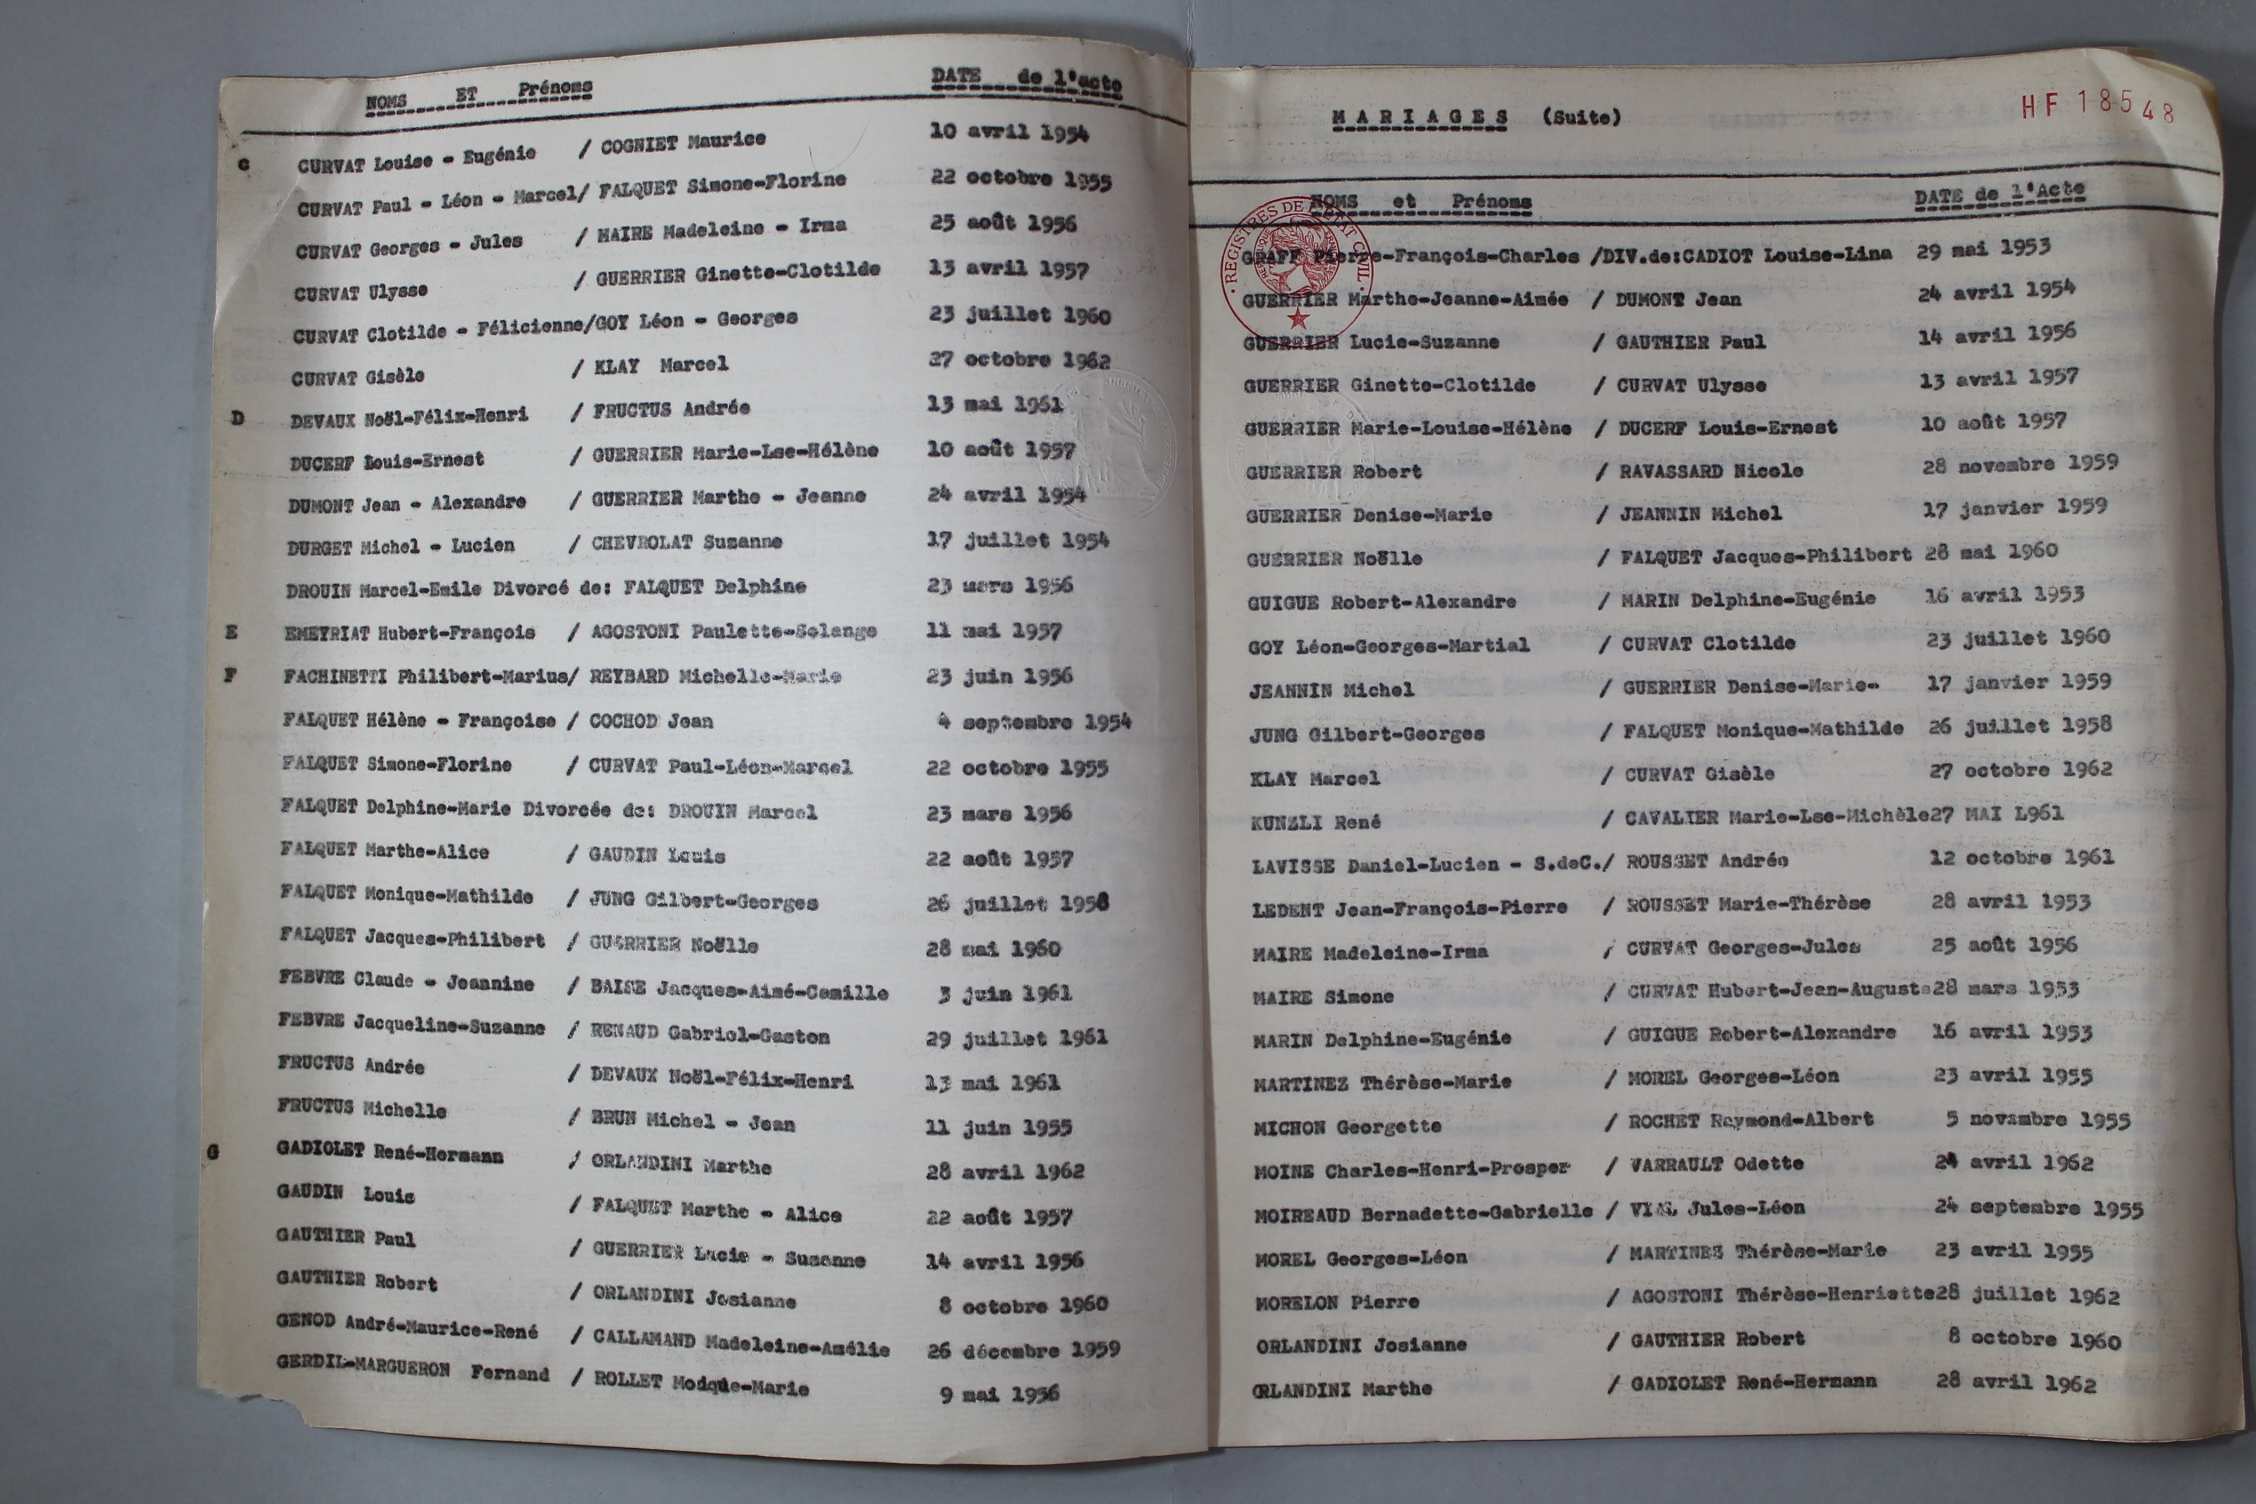 NOMS ET Prénoms DATE de l'acte
C CURVAT Louise - Eugénie / COGNIET Maurice 10 avril 1954
CURVAT Paul - Léon - Marcel/ FALQUET Simone-Florine 22 octobre 1955
CURVAT Georges - Jules / MAIRE Madeleine - Irma 25 août 1956
CURVAT Ulysse / GUERRIER Ginette-Clotilde 13 avril 1957
CURVAT Clotilde - Félicienne/GOY Léon - Georges 23 juillet 1960
CURVAT Gisèle / KLAY Marcel 27 octobre 1962
D DEVAUX Noël-Félix-Henri / FRUCTUS Andrée 13 mai 1961
DUCERF Louis-Ernest / GUERRIER Marie-Lse-Hélène 10 août 1957
DUMONT Jean - Alexandre / GUERRIER Marthe - Jeanne 24 avril 1954
DURGET Michel - Lucien / CHEVROLAT Suzanne 17 juillet 1954
DROUIN Marcel-Emile Divorcé de: FALQUET Delphine 23 mars 1956
E EMEYRIAT Hubert-François / AGOSTONI Paulette-Solange 11 mai 1957
F FACHINETTI Philibert-Marius/ REYBARD Michelle-Marie 23 juin 1956
FALQUET Hélène - Françoise / COCHOD Jean 4 septembre 1954
FALQUET Simone-Florine / CURVAT Paul-Léon-Marcel 22 octobre 1955
FALQUET Delphine-Marie Divorcée de: DROUIN Marcel 23 mars 1956
FALQUET Marthe-Alice / GAUDIN Louis 22 août 1957
FALQUET Monique-Mathilde / JUNG Gilbert-Georges 26 juillet 1958
FALQUET Jacques-Philibert / GUERRIER Noëlle 28 mai 1960
FEBVRE Claude - Jeannine / BAISE Jacques-Aimé-Camille 3 juin 1961
FEBVRE Jacqueline-Suzanne / RENAUD Gabriel-Gaston 29 juillet 1961
FRUCTUS Andrée / DEVAUX Noël-Félix-Henri 13 mai 1961
FRUCTUS Michelle / BRUN Michel - Jean 11 juin 1955
G GADIOLET René-Hermann / ORLANDINI Marthe 28 avril 1962
GAUDIN Louis / FALQUET Marthe - Alice 22 août 1957
GAUTHIER Paul / GUERRIER Lucie - Suzanne 14 avril 1956
GAUTHIER Robert / ORLANDINI Josianne 8 octobre 1960
GENOD André-Maurice-René / CALLAMAND Madeleine-Amélie 26 décembre 1959
GERDIL-MARGUERON Fernand / ROLLET Modque-Marie 9 mai 1956
HF 18548
MARIAGES (Suite)
NOMS et Prénoms DATE de l'Acte
REGISTRES DE L'ETAT CIVIL
GRAFF Pierre-François-Charles /DIV.de:CADIOT Louise-Lina 29 mai 1953
GUERRIER Marthe-Jeanne-Aimée / DUMONT Jean 24 avril 1954
GUERRIER Lucie-Suzanne / GAUTHIER Paul 14 avril 1956
GUERRIER Ginette-Clotilde / CURVAT Ulysse 13 avril 1957
GUERRIER Marie-Louise-Hélène / DUCERF Louis-Ernest 10 août 1957
GUERRIER Robert / RAVASSARD Nicole 28 novembre 1959
GUERRIER Denise-Marie / JEANNIN Michel 17 janvier 1959
GUERRIER Noëlle / FALQUET Jacques-Philibert 28 mai 1960
GUIGUE Robert-Alexandre / MARIN Delphine-Eugénie 16 avril 1953
GOY Léon-Georges-Martial / CURVAT Clotilde 23 juillet 1960
JEANNIN Michel / GUERRIER Denise-Marie- 17 janvier 1959
JUNG Gilbert-Georges / FALQUET Monique-Mathilde 26 juillet 1958
KLAY Marcel / CURVAT Gisèle 27 octobre 1962
KUNZLI René / CAVALIER Marie-Lse-Michèle27 MAI L961
LAVISSE Daniel-Lucien - S.deC./ ROUSSET Andrée 12 octobre 1961
LEDENT Jean-François-Pierre / ROUSSET Marie-Thérèse 28 avril 1953
MAIRE Madeleine-Irma / CURVAT Georges-Jules 25 août 1956
MAIRE Simone / CURVAT Hubert-Jean-Auguste28 mars 1953
MARIN Delphine-Eugénie / GUIGUE Robert-Alexandre 16 avril 1953
MARTINEZ Thérèse-Marie / MOREL Georges-Léon 23 avril 1955
MICHON Georgette / ROCHET Raymond-Albert 5 novembre 1955
MOINE Charles-Henri-Prosper / VARRAULT Odette 24 avril 1962
MOIREAUD Bernadette-Gabrielle / VIAL Jules-Léon 24 septembre 1955
MOREL Georges-Léon / MARTINEZ Thérèse-Marie 23 avril 1955
MORELON Pierre / AGOSTONI Thérèse-Henriette28 juillet 1962
ORLANDINI Josianne / GAUTHIER Robert 8 octobre 1960
ORLANDINI Marthe / GADIOLET René-Hermann 28 avril 1962